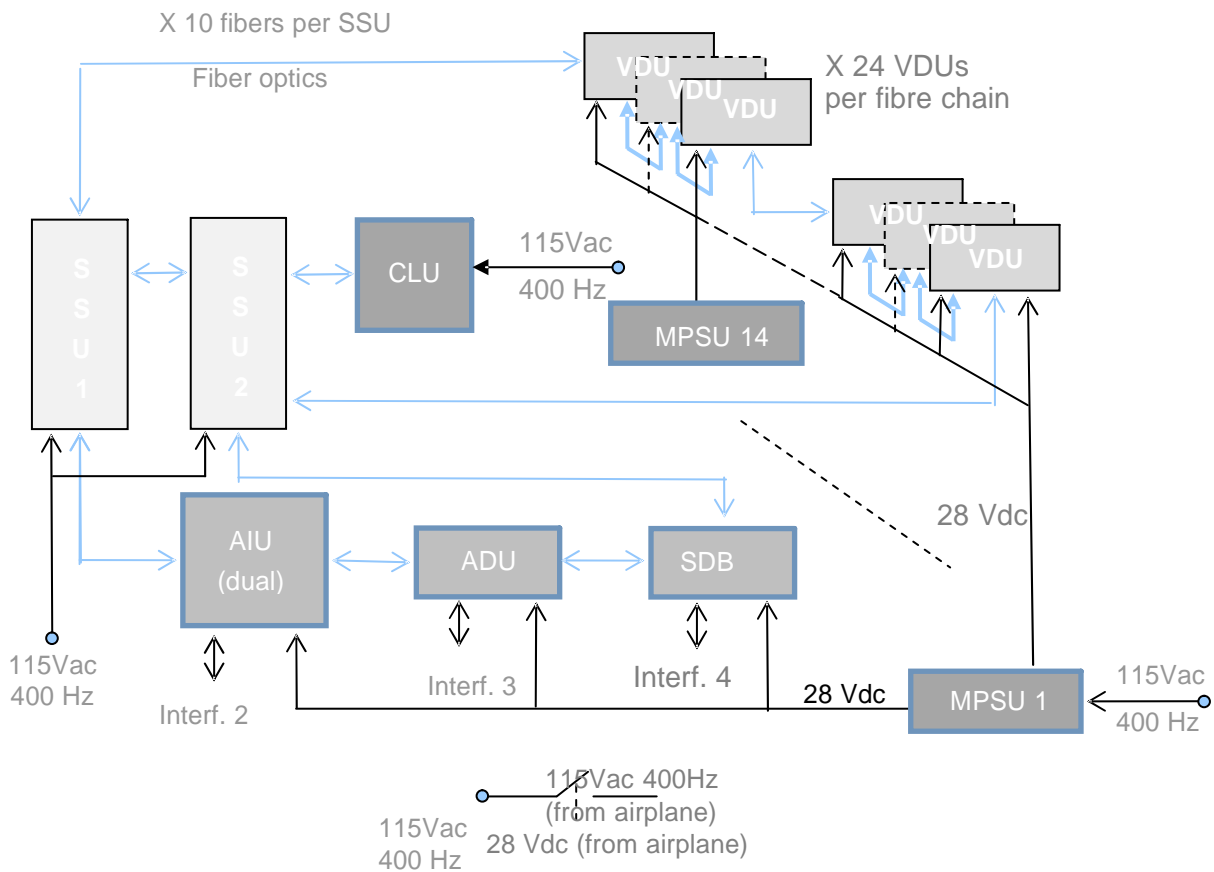 X 10 fibers per SSU
Fiber optics
VDU
VDU
VDU
X 24 VDUs
per fibre chain
VDU
VDU
VDU
S
S
U
1
S
S
U
2
CLU
115Vac
400 Hz
MPSU 14
28 Vdc
AIU
(dual)
ADU
SDB
115Vac
400 Hz
Interf. 2
Interf. 3
Interf. 4
28 Vdc
MPSU 1
115Vac
400 Hz
115Vac 400Hz
(from airplane)
115Vac
400 Hz
28 Vdc (from airplane)